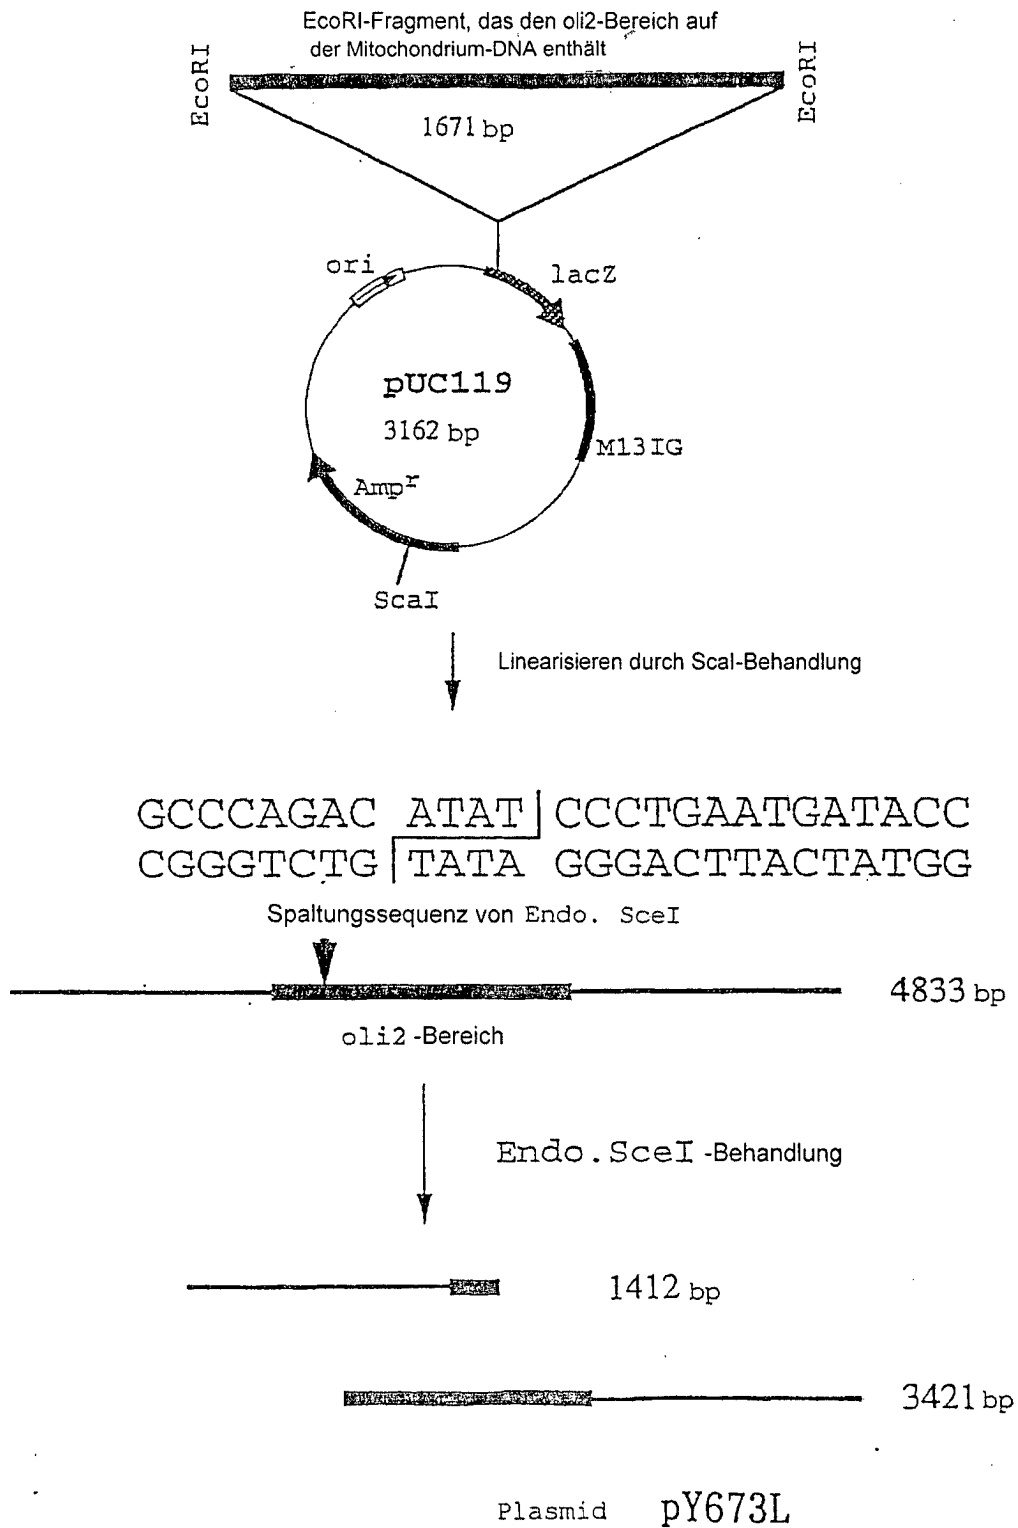 EcoRI-Fragment, das den oli2-Bereich auf
der Mitochondrium-DNA enthält
EcoRI
EcoRI
1671 bp
ori
lacZ
pUC119
3162 bp
M13IG
Ampr
ScaI
Linearisieren durch ScaI-Behandlung
GCCCAGAC ATAT CCCTGAATGATACC
CGGGTCTG TATA GGGACTTACTATGG
Spaltungssequenz von Endo. SceI
4833 bp
oli2-Bereich
Endo.SceI-Behandlung
1412 bp
3421 bp
Plasmid pY673L